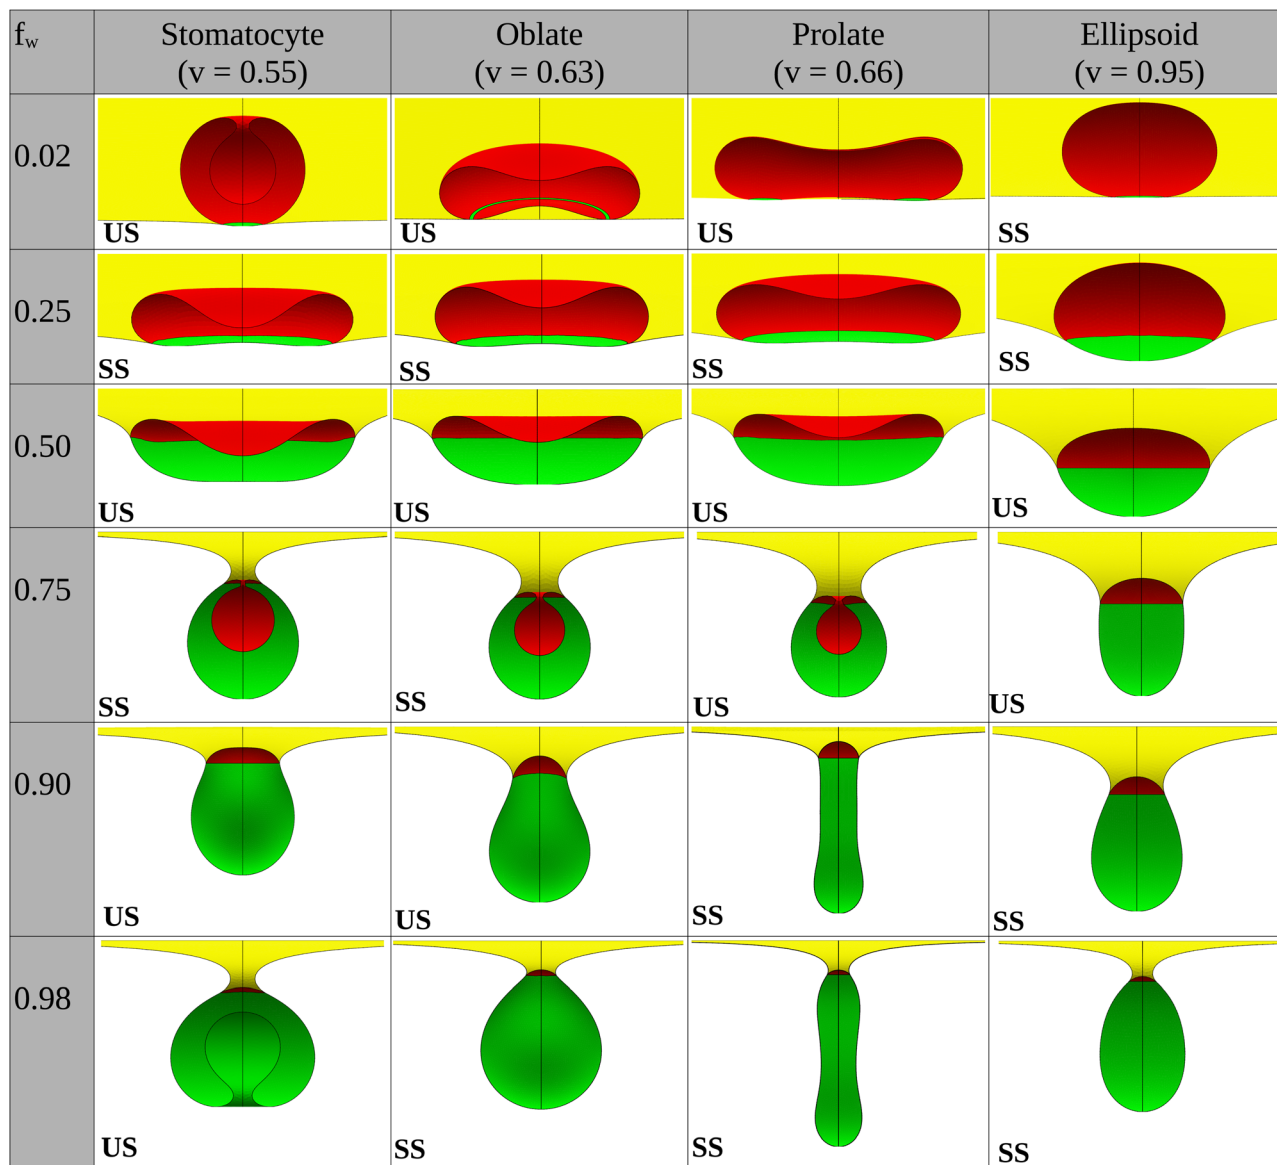 f_w Stomatocyte Oblate Prolate Ellipsoid
(v = 0.55) (v = 0.63) (v = 0.66) (v = 0.95)
0.02
US US US SS
0.25
SS SS SS SS
0.50
US US US US
0.75
SS SS US US
0.90
US US SS SS
0.98
US SS SS SS